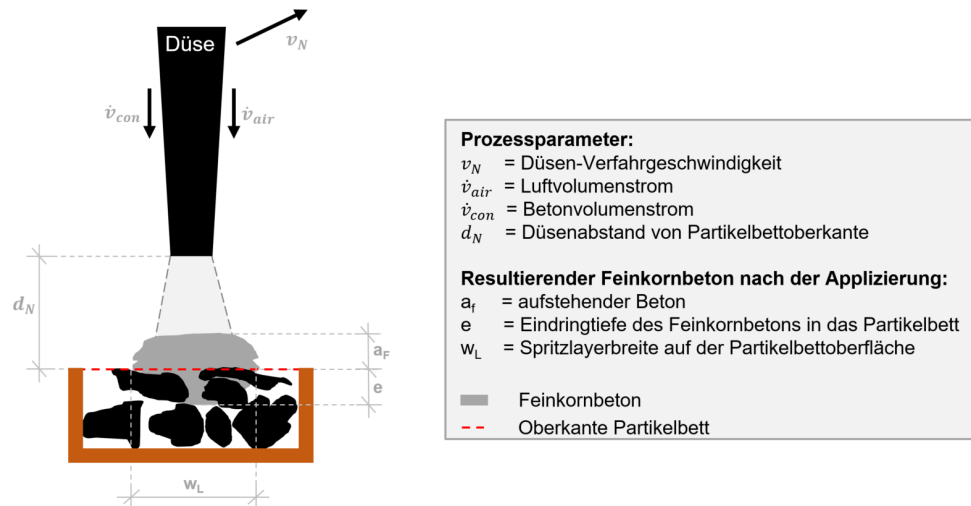 Düse
v_N
v̇_con
v̇_air
d_N
a_F
e
w_L
Prozessparameter:
v_N = Düsen-Verfahrgeschwindigkeit
v̇_air = Luftvolumenstrom
v̇_con = Betonvolumenstrom
d_N = Düsenabstand von Partikelbettoberkante
Resultierender Feinkornbeton nach der Applizierung:
a_f = aufstehender Beton
e = Eindringtiefe des Feinkornbetons in das Partikelbett
w_L = Spritzlayerbreite auf der Partikelbettoberfläche
Feinkornbeton
Oberkante Partikelbett